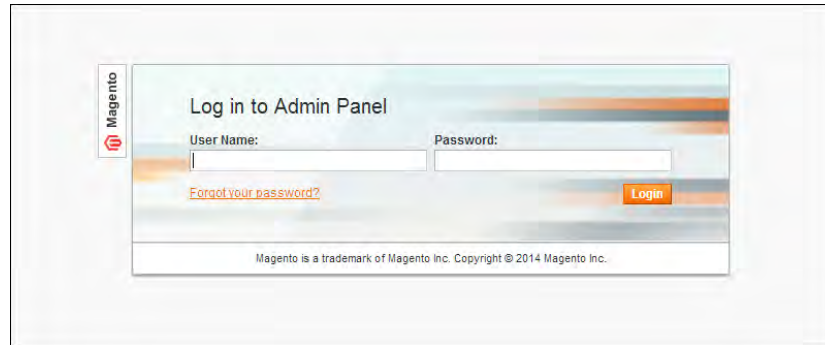 Magento
Log in to Admin Panel
User Name: Password:
Forgot your password? Login
Magento is a trademark of Magento Inc. Copyright © 2014 Magento Inc.